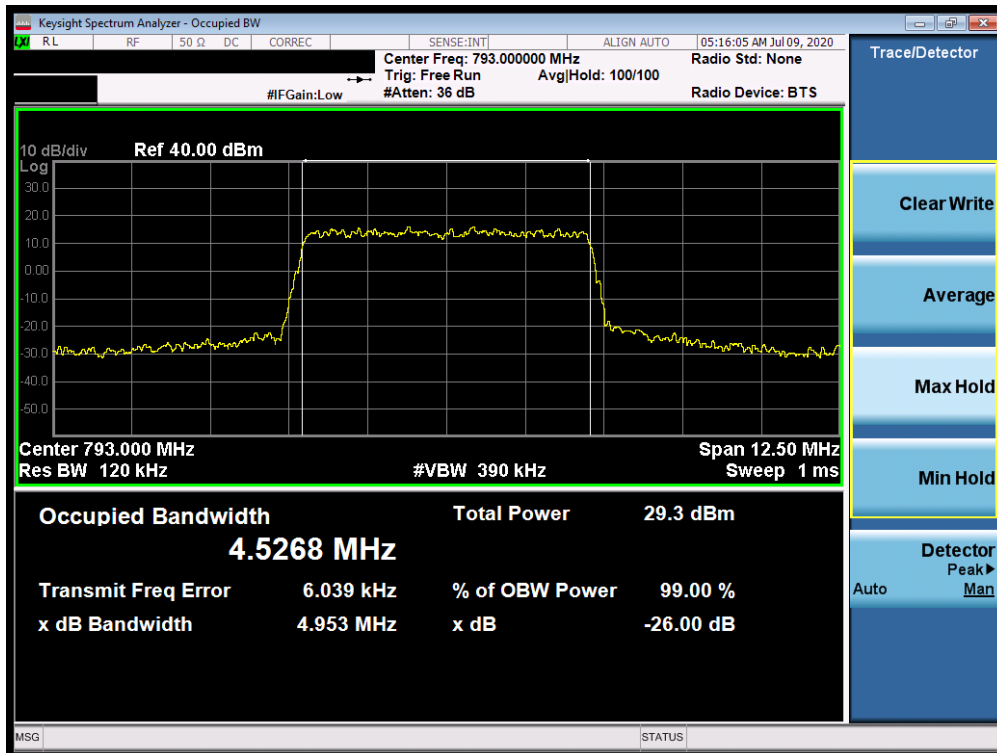 Keysight Spectrum Analyzer - Occupied BW
LXI RL RF 50 Ω DC CORREC SENSE:INT ALIGN AUTO 05:16:05 AM Jul 09, 2020
Center Freq: 793.000000 MHz Radio Std: None
Trig: Free Run Avg|Hold: 100/100
#IFGain:Low #Atten: 36 dB Radio Device: BTS
10 dB/div Ref 40.00 dBm
Log
30.0
20.0
10.0
0.00
-10.0
-20.0
-30.0
-40.0
-50.0
Center 793.000 MHz Span 12.50 MHz
Res BW 120 kHz #VBW 390 kHz Sweep 1 ms
Occupied Bandwidth Total Power 29.3 dBm
4.5268 MHz
Transmit Freq Error 6.039 kHz % of OBW Power 99.00 %
x dB Bandwidth 4.953 MHz x dB -26.00 dB
MSG STATUS
Trace/Detector
Clear Write
Average
Max Hold
Min Hold
Detector
Peak▶
Auto Man